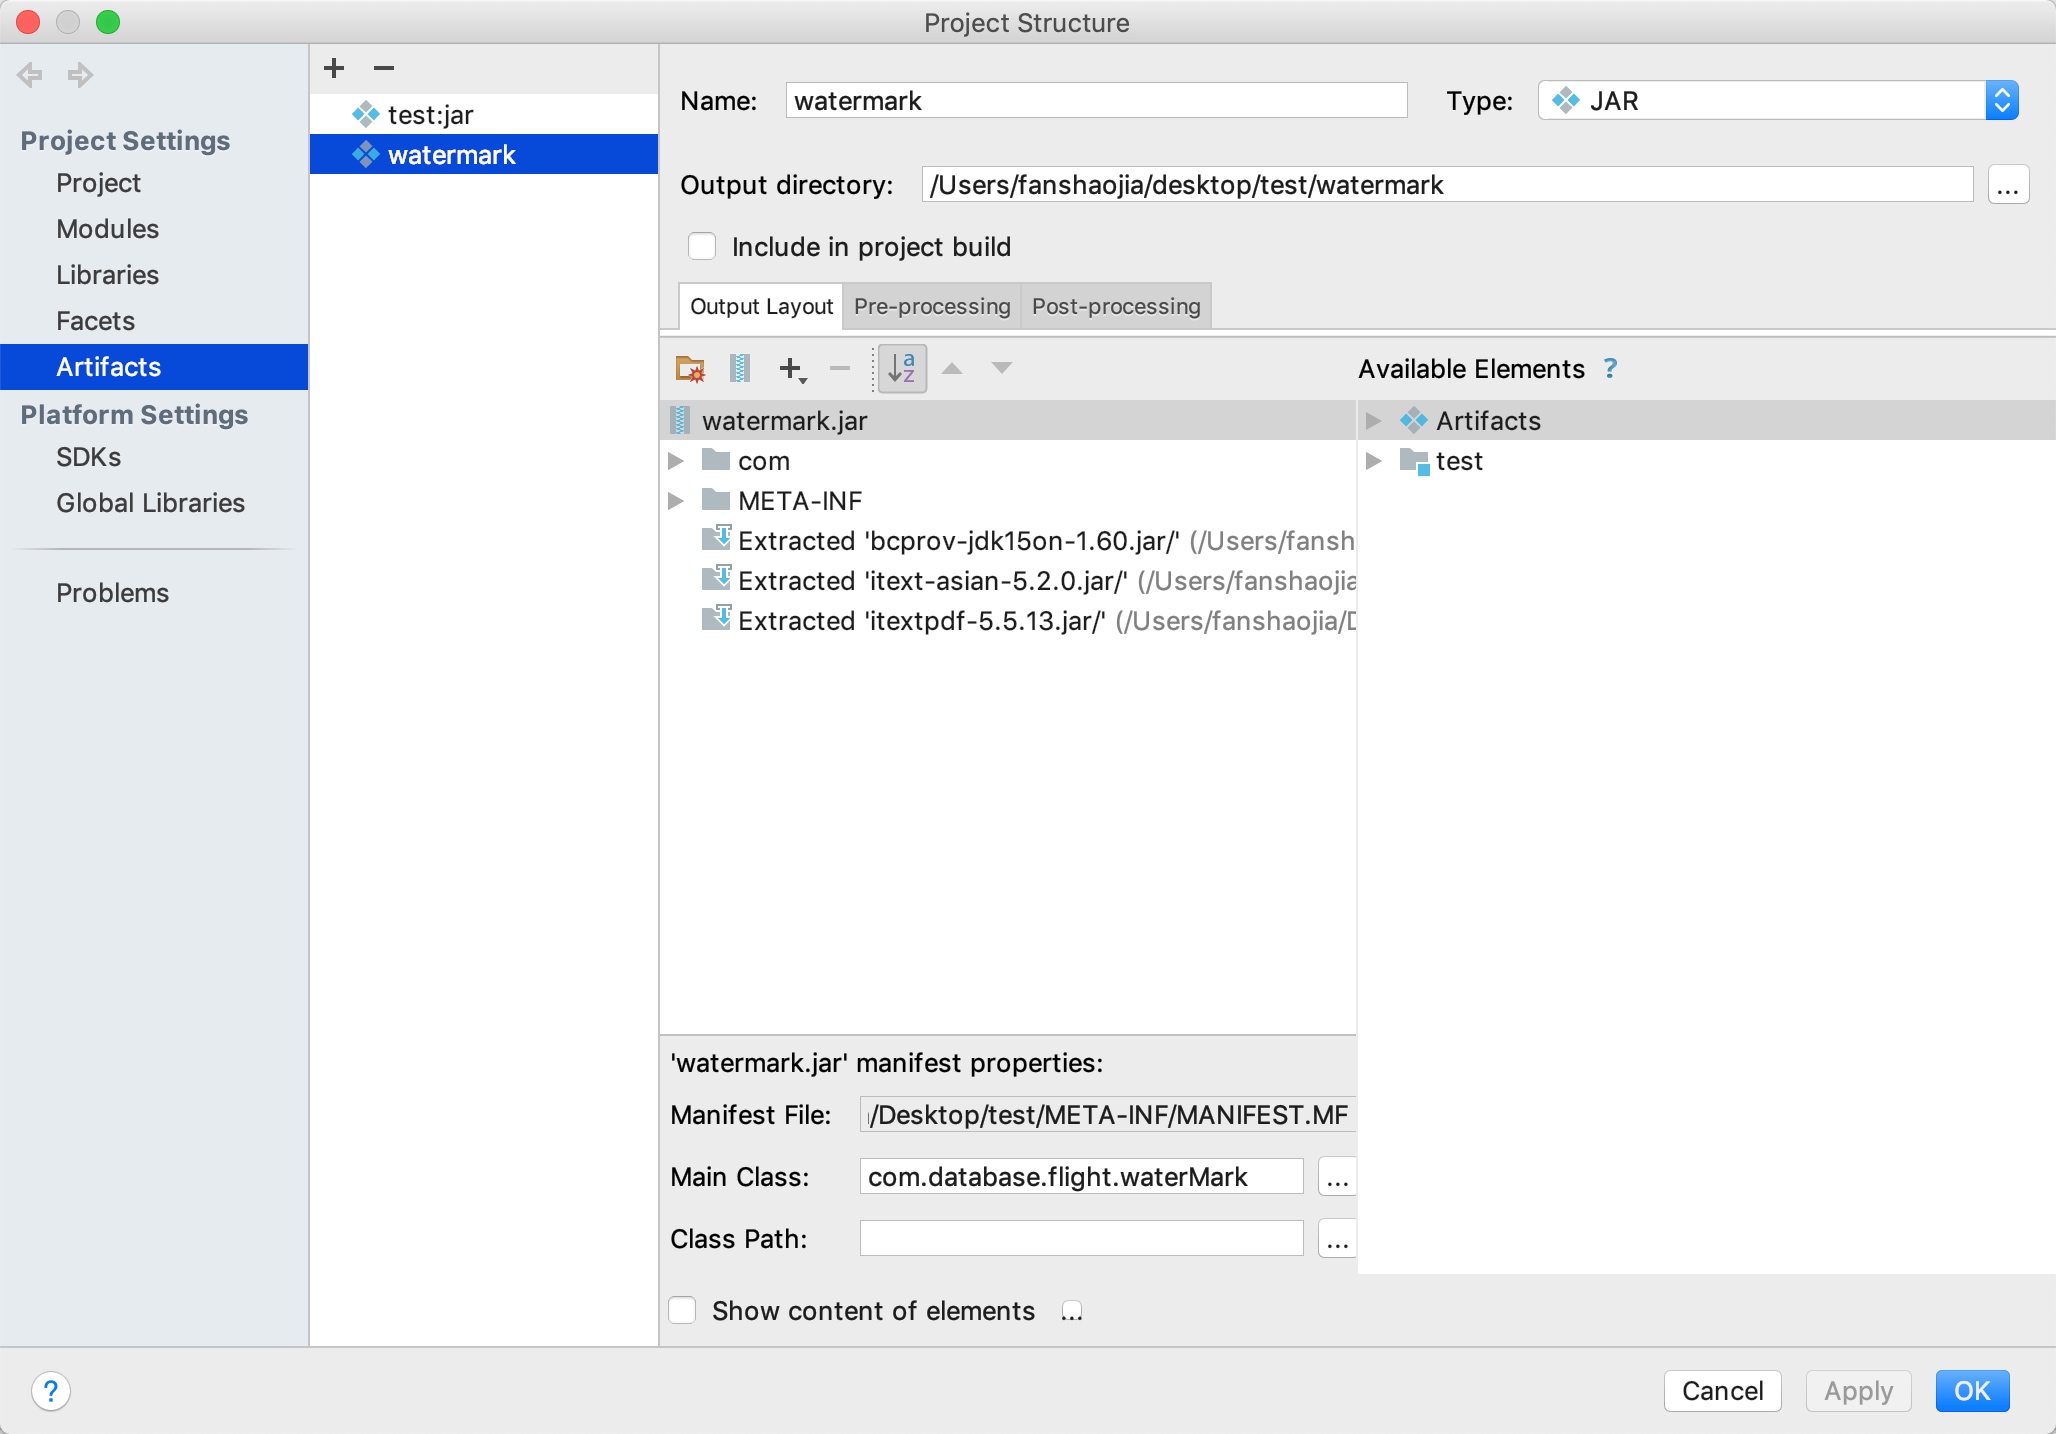 Project Structure
Project Settings
Project
Modules
Libraries
Facets
Artifacts
Platform Settings
SDKs
Global Libraries
Problems
test:jar
watermark
Name: watermark
Type: JAR
Output directory: /Users/fanshaojia/desktop/test/watermark ...
Include in project build
Output Layout Pre-processing Post-processing
a
z
Available Elements ?
watermark.jar
com
META-INF
Extracted 'bcprov-jdk15on-1.60.jar/' (/Users/fansh
Extracted 'itext-asian-5.2.0.jar/' (/Users/fanshaojia
Extracted 'itextpdf-5.5.13.jar/' (/Users/fanshaojia/D
Artifacts
test
'watermark.jar' manifest properties:
Manifest File: /Desktop/test/META-INF/MANIFEST.MF
Main Class: com.database.flight.waterMark ...
Class Path: ...
Show content of elements ...
? Cancel Apply OK